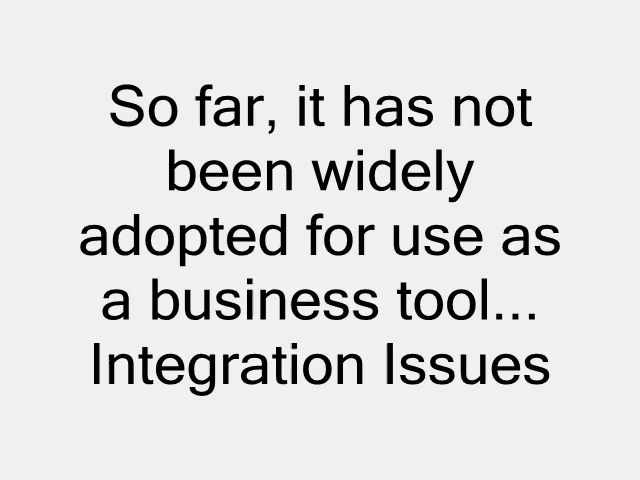 So far, it has not
been widely
adopted for use as
a business tool...
Integration Issues